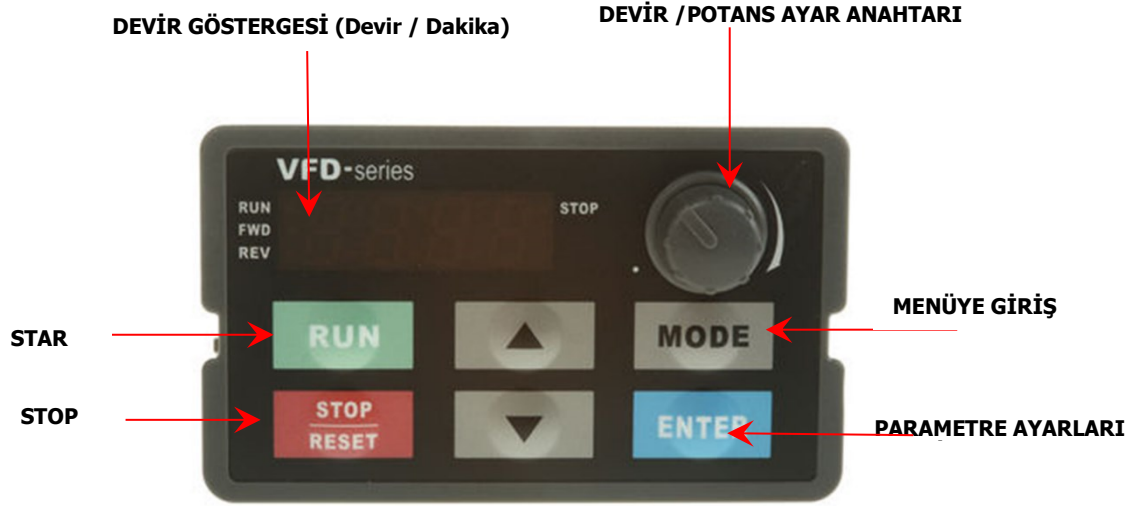 DEVİR GÖSTERGESİ (Devir / Dakika)
DEVİR /POTANS AYAR ANAHTARI
VFD-series
RUN
FWD
REV
STOP
MENÜYE GİRİŞ
STAR
RUN
MODE
STOP
STOP
RESET
ENTER
PARAMETRE AYARLARI